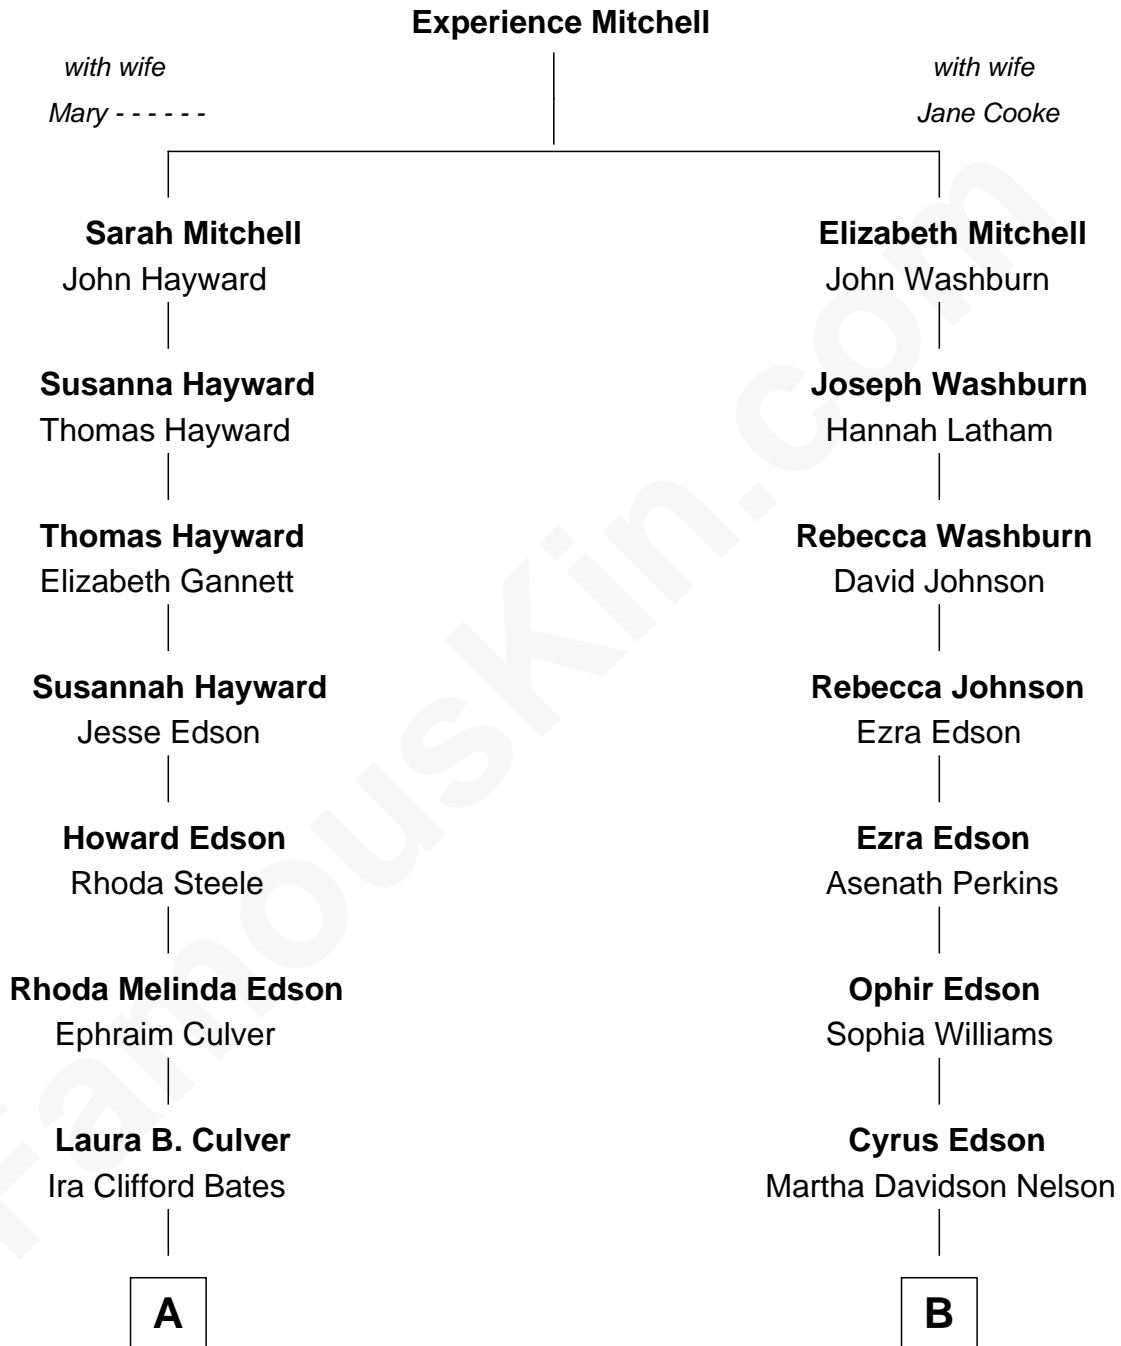 Experience Mitchell
with wife
Mary - - - - - -
with wife
Jane Cooke
Sarah Mitchell
John Hayward
Elizabeth Mitchell
John Washburn
Susanna Hayward
Thomas Hayward
Joseph Washburn
Hannah Latham
Thomas Hayward
Elizabeth Gannett
Rebecca Washburn
David Johnson
Susannah Hayward
Jesse Edson
Rebecca Johnson
Ezra Edson
Howard Edson
Rhoda Steele
Ezra Edson
Asenath Perkins
Rhoda Melinda Edson
Ephraim Culver
Ophir Edson
Sophia Williams
Laura B. Culver
Ira Clifford Bates
Cyrus Edson
Martha Davidson Nelson
A
B
FamousKin.com